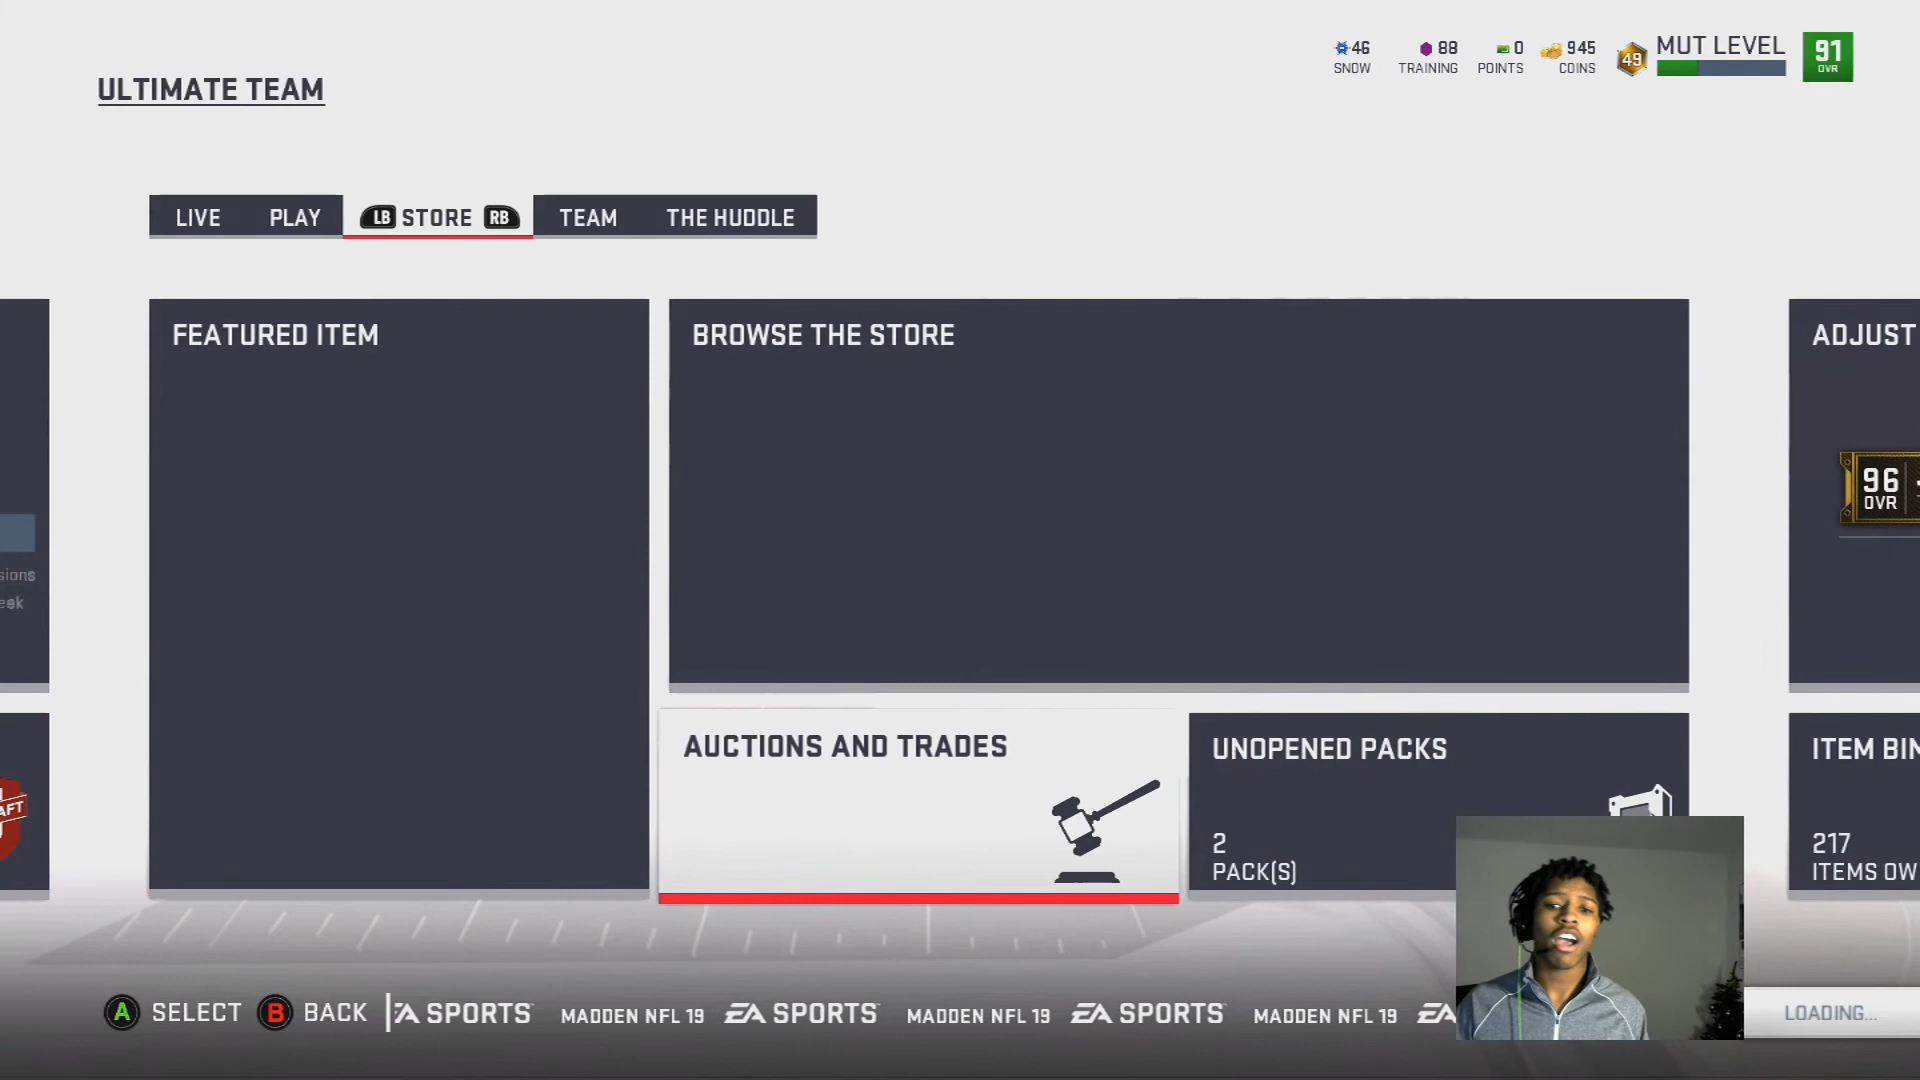 ULTIMATE TEAM
46 SNOW
88 TRAINING
0 POINTS
945 COINS
49
MUT LEVEL
91 OVR
LIVE PLAY LB STORE RB TEAM THE HUDDLE
FEATURED ITEM
BROWSE THE STORE
ADJUST
96
OVR
AUCTIONS AND TRADES
UNOPENED PACKS
2
PACK(S)
ITEM BIN
217
ITEMS OW
A SELECT B BACK EA SPORTS MADDEN NFL 19 EA SPORTS MADDEN NFL 19 EA SPORTS MADDEN NFL 19 EA
LOADING...